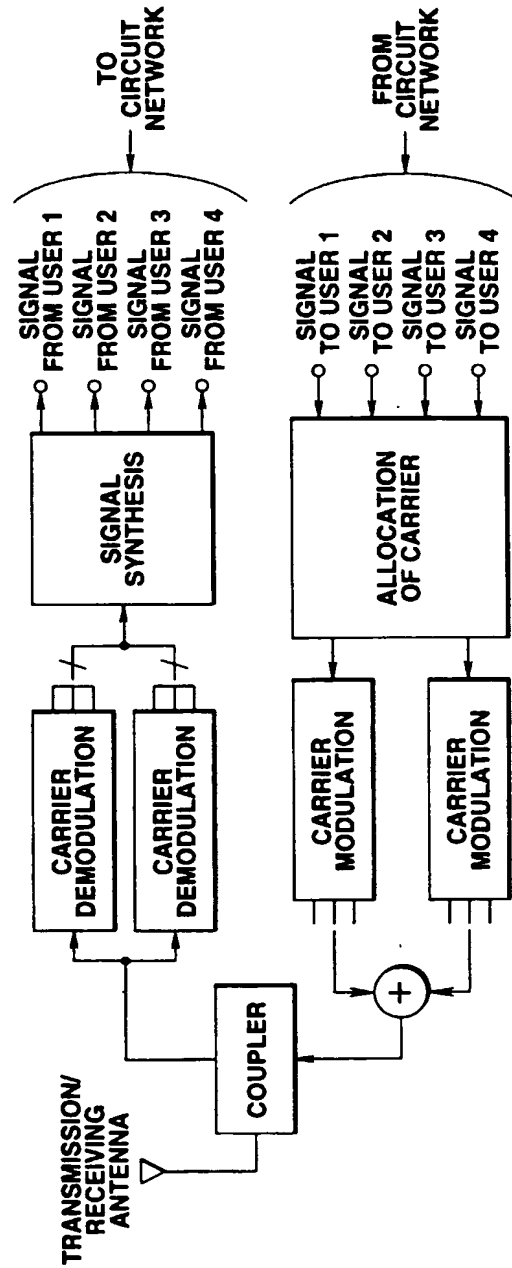 TRANSMISSION/
RECEIVING
ANTENNA
COUPLER
+
CARRIER
DEMODULATION
CARRIER
DEMODULATION
SIGNAL
SYNTHESIS
SIGNAL
FROM USER 1
SIGNAL
FROM USER 2
SIGNAL
FROM USER 3
SIGNAL
FROM USER 4
TO
CIRCUIT
NETWORK
CARRIER
MODULATION
CARRIER
MODULATION
ALLOCATION
OF CARRIER
SIGNAL
TO USER 1
SIGNAL
TO USER 2
SIGNAL
TO USER 3
SIGNAL
TO USER 4
FROM
CIRCUIT
NETWORK